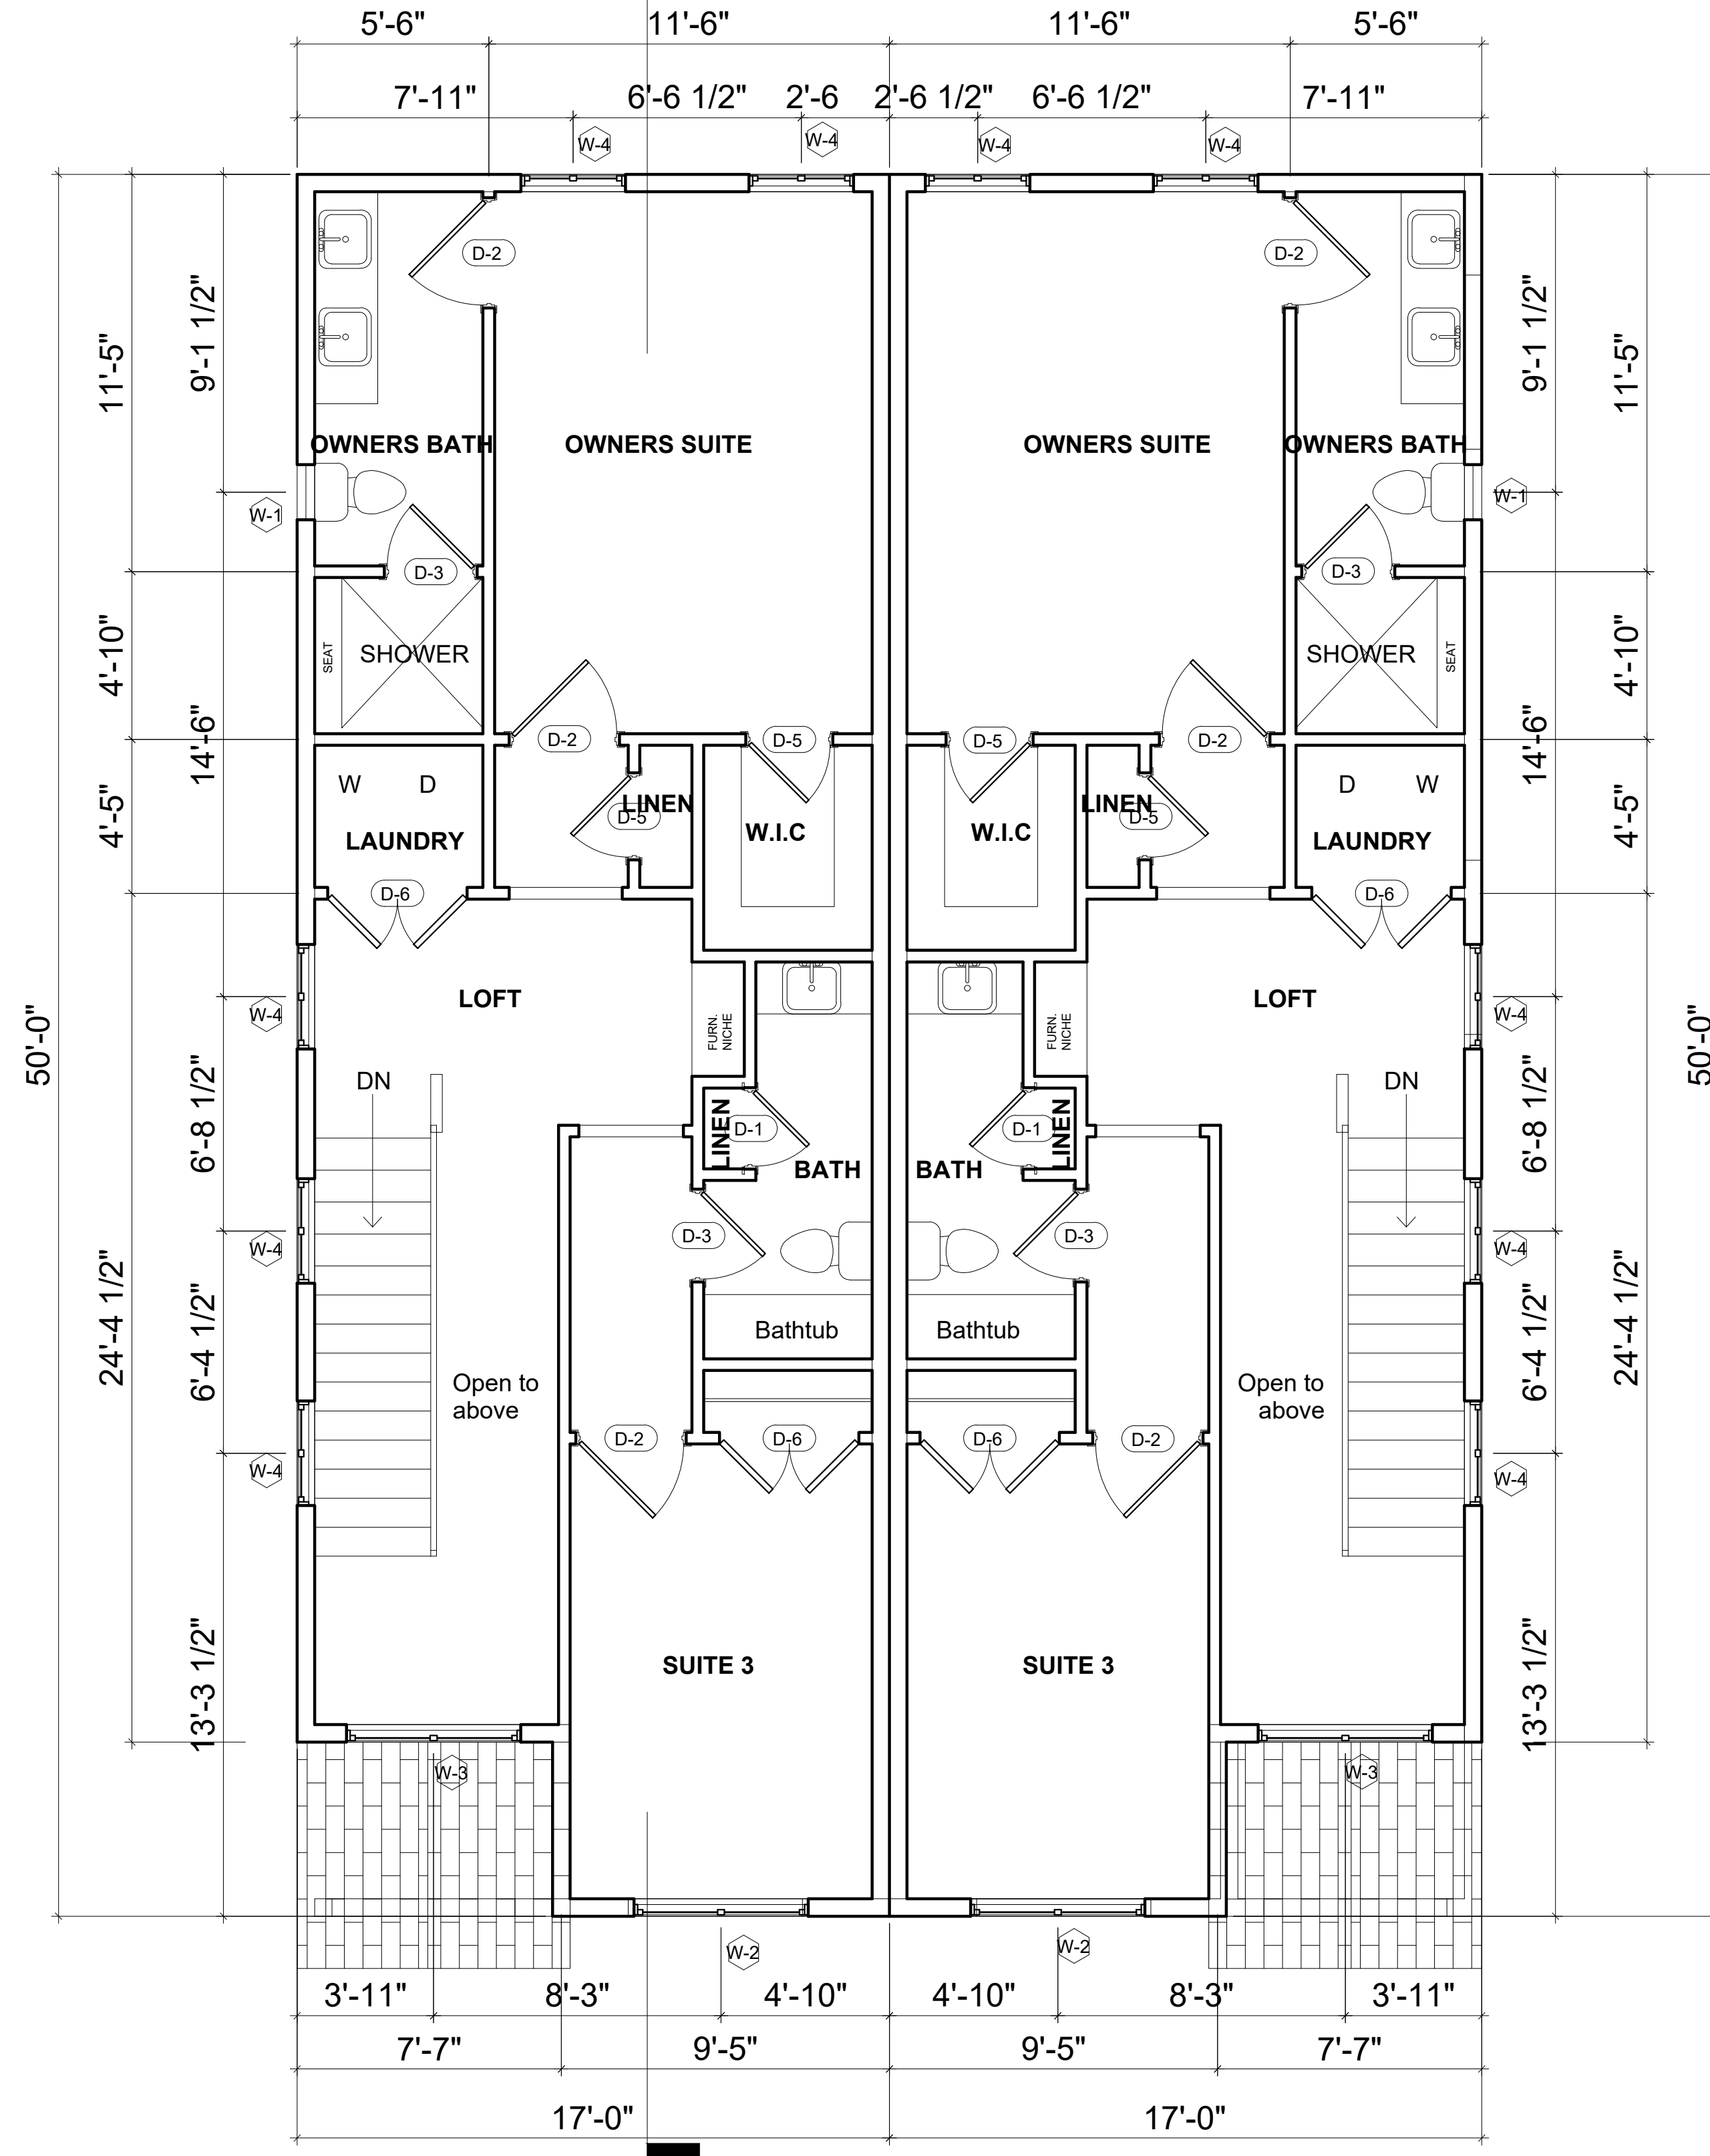 5'-6" 11'-6" 11'-6" 5'-6"
7'-11" 6'-6 1/2" 2'-6 2'-6 1/2" 6'-6 1/2" 7'-11"
W-4 W-4 W-4 W-4
D-2 D-2
9'-1 1/2" 9'-1 1/2"
11'-5" 11'-5"
OWNERS BATH OWNERS SUITE OWNERS SUITE OWNERS BATH
W-1 W-1
D-3 D-3
4'-10" SEAT SHOWER SHOWER SEAT 4'-10"
14'-6" D-2 D-5 D-5 D-2 14'-6"
W D D W
4'-5" LINEN LINEN 4'-5"
D-5 D-5
LAUNDRY W.I.C W.I.C LAUNDRY
D-6 D-6
LOFT LOFT
W-4 W-4
FURN.
NICHE
FURN.
NICHE
50'-0" 50'-0"
DN DN
6'-8 1/2" LINEN D-1 D-1 LINEN 6'-8 1/2"
BATH BATH
D-3 D-3
W-4 W-4
24'-4 1/2" 24'-4 1/2"
6'-4 1/2" Bathtub Bathtub 6'-4 1/2"
Open to
above
Open to
above
D-2 D-6 D-6 D-2
W-4 W-4
SUITE 3 SUITE 3
13'-3 1/2" 13'-3 1/2"
W-3 W-3
W-2 W-2
3'-11" 8'-3" 4'-10" 4'-10" 8'-3" 3'-11"
7'-7" 9'-5" 9'-5" 7'-7"
17'-0" 17'-0"